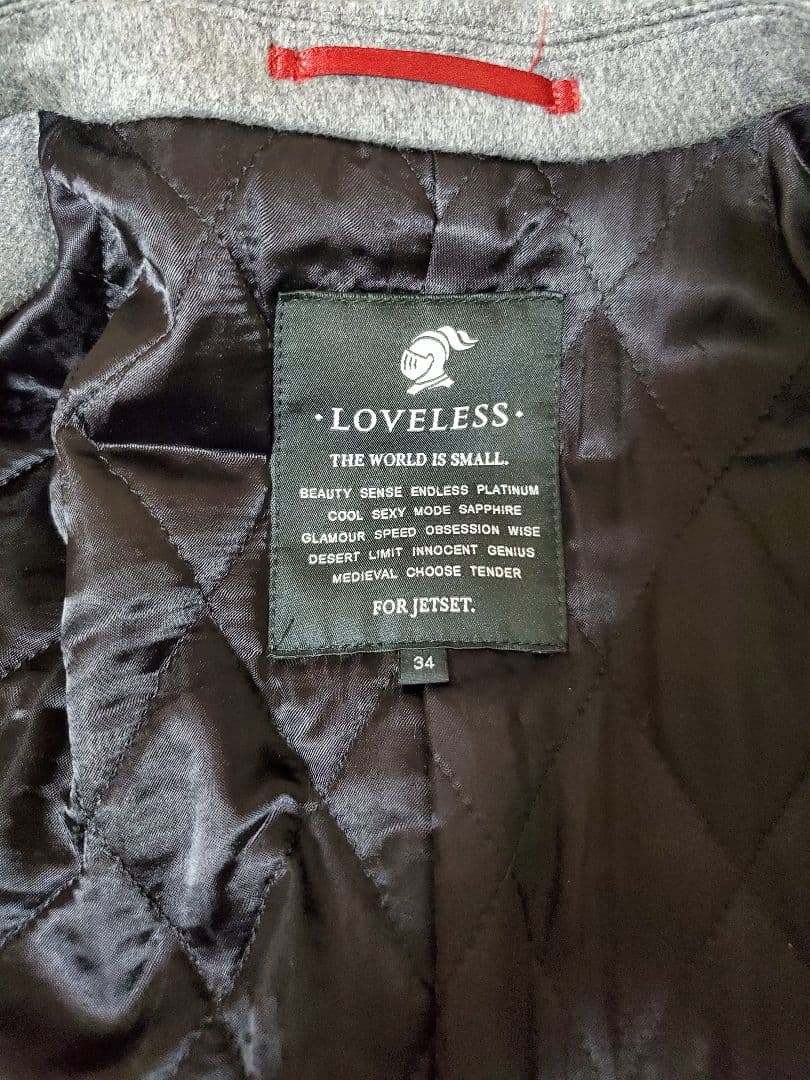 ·LOVELESS·
THE WORLD IS SMALL.
BEAUTY SENSE ENDLESS PLATINUM
COOL SEXY MODE SAPPHIRE
GLAMOUR SPEED OBSESSION WISE
DESERT LIMIT INNOCENT GENIUS
MEDIEVAL CHOOSE TENDER
FOR JETSET.
34